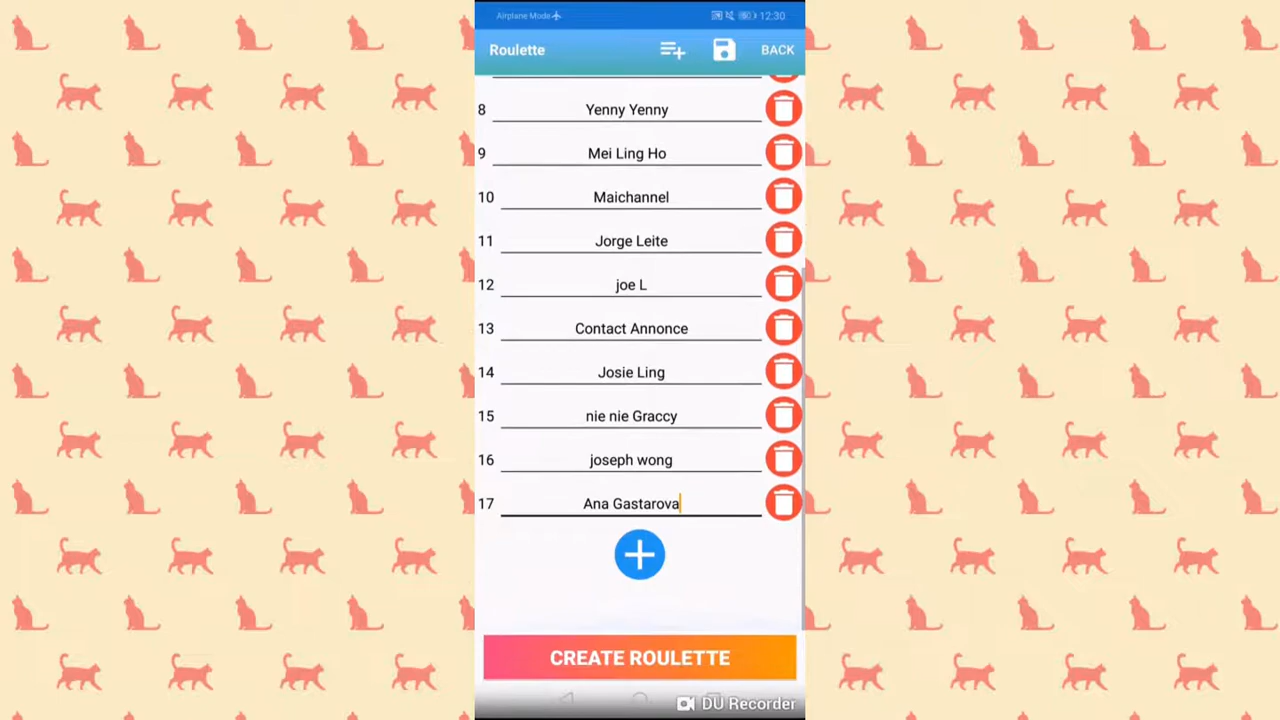 Airplane Mode 12:30
Roulette BACK
8 Yenny Yenny
9 Mei Ling Ho
10 Maichannel
11 Jorge Leite
12 joe L
13 Contact Annonce
14 Josie Ling
15 nie nie Graccy
16 joseph wong
17 Ana Gastarova
CREATE ROULETTE
DU Recorder